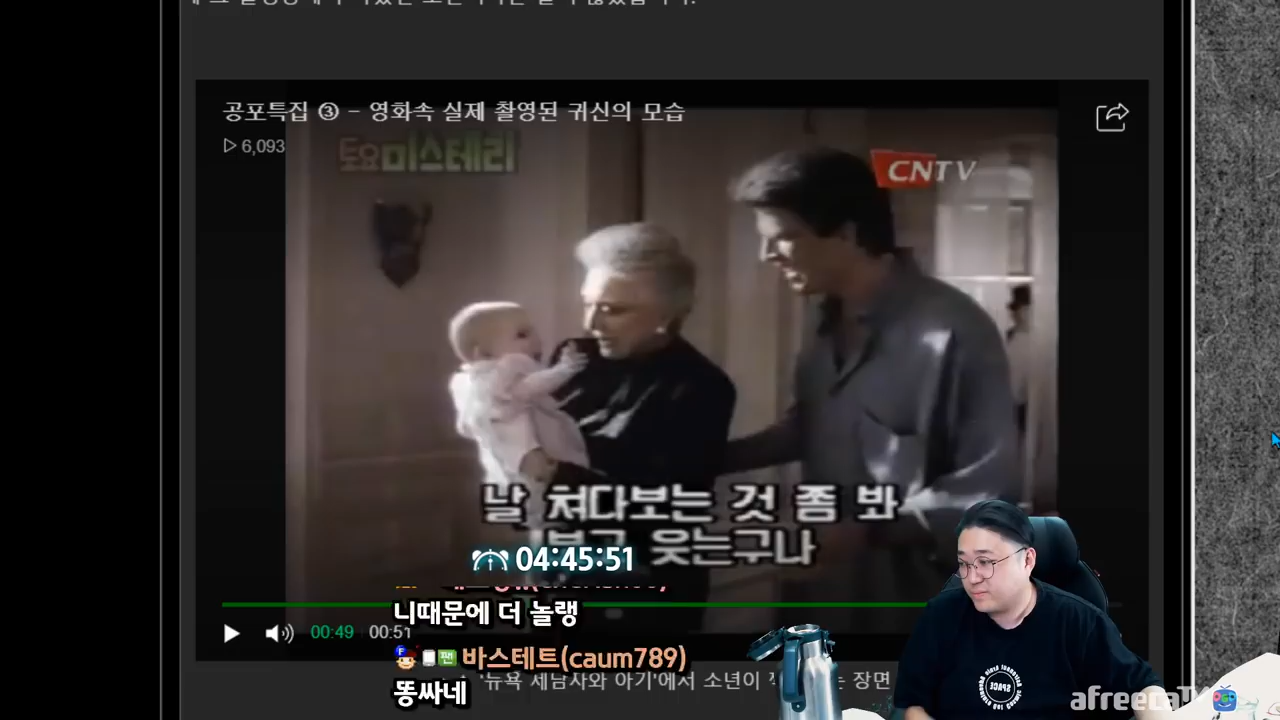 공포특집 ③ - 영화속 실제 촬영된 귀신의 모습
▷ 6,093
토요미스테리
CNTV
날 쳐다보는 것 좀 봐
웃는구나
04:45:51
니때문에 더 놀랭
00:49 00:51
바스테트(caum789)
똥싸네
'뉴욕 세남자와 아기'에서 소년이
장면
SPACE
afreecaTV